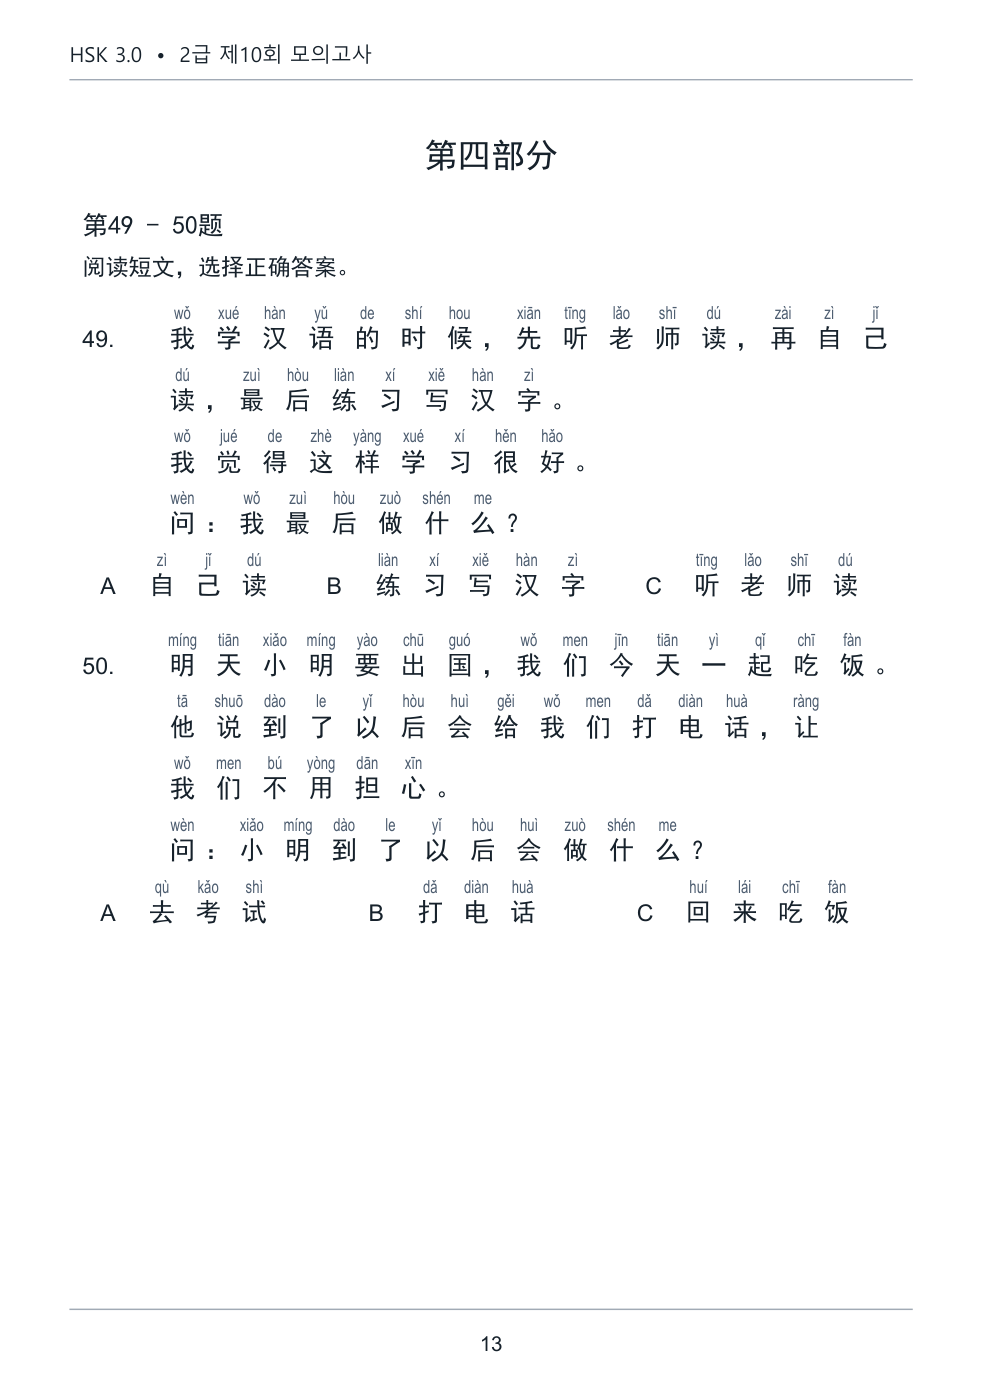 HSK 3.0 • 2급 제10회 모의고사
第四部分
第49 – 50题
阅读短文，选择正确答案。
wǒ xué hàn yǔ de shí hou xiān tīng lǎo shī dú zài zì jǐ
49. 我学汉语的时候，先听老师读，再自己
dú zuì hòu liàn xí xiě hàn zì
读，最后练习写汉字。
wǒ jué de zhè yàng xué xí hěn hǎo
我觉得这样学习很好。
wèn wǒ zuì hòu zuò shén me
问：我最后做什么？
zì jǐ dú liàn xí xiě hàn zì tīng lǎo shī dú
A 自己读 B 练习写汉字 C 听老师读
míng tiān xiǎo míng yào chū guó wǒ men jīn tiān yì qǐ chī fàn
50. 明天小明要出国，我们今天一起吃饭。
tā shuō dào le yǐ hòu huì gěi wǒ men dǎ diàn huà ràng
他说到了以后会给我们打电话，让
wǒ men bú yòng dān xīn
我们不用担心。
wèn xiǎo míng dào le yǐ hòu huì zuò shén me
问：小明到了以后会做什么？
qù kǎo shì dǎ diàn huà huí lái chī fàn
A 去考试 B 打电话 C 回来吃饭
13